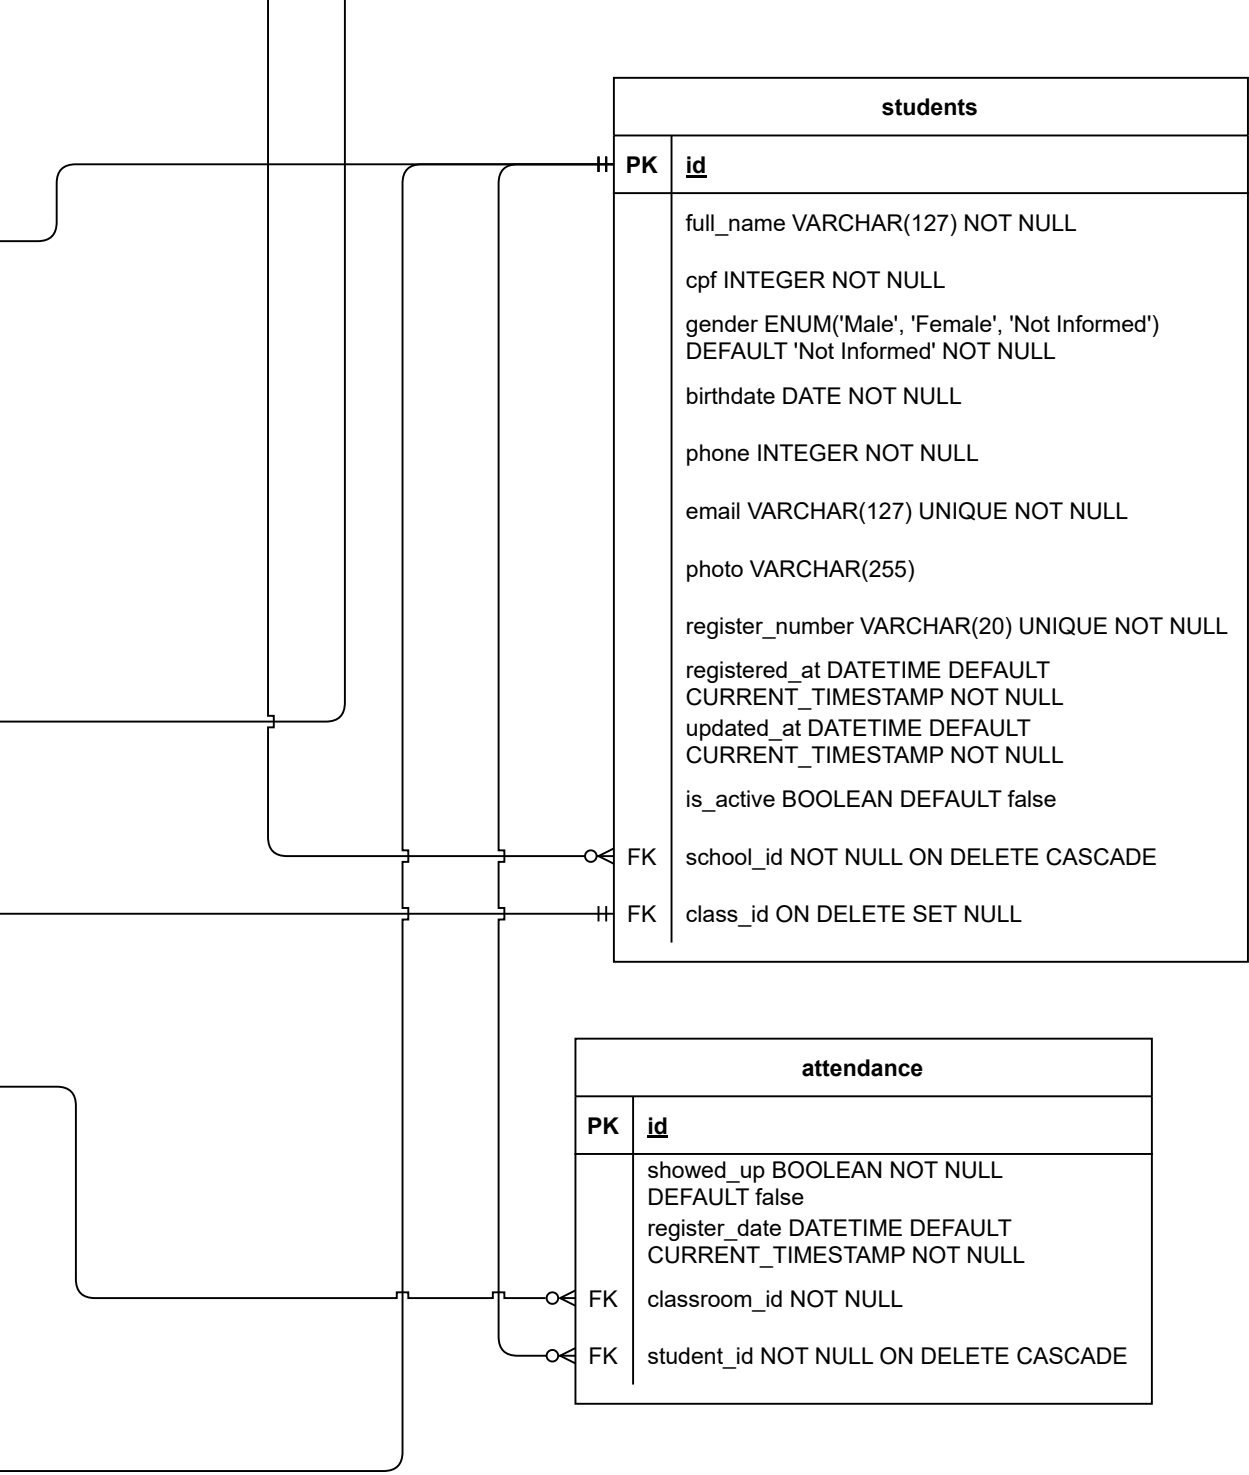 students
PK id
full_name VARCHAR(127) NOT NULL
cpf INTEGER NOT NULL
gender ENUM('Male', 'Female', 'Not Informed')
DEFAULT 'Not Informed' NOT NULL
birthdate DATE NOT NULL
phone INTEGER NOT NULL
email VARCHAR(127) UNIQUE NOT NULL
photo VARCHAR(255)
register_number VARCHAR(20) UNIQUE NOT NULL
registered_at DATETIME DEFAULT
CURRENT_TIMESTAMP NOT NULL
updated_at DATETIME DEFAULT
CURRENT_TIMESTAMP NOT NULL
is_active BOOLEAN DEFAULT false
FK school_id NOT NULL ON DELETE CASCADE
FK class_id ON DELETE SET NULL
attendance
PK id
showed_up BOOLEAN NOT NULL
DEFAULT false
register_date DATETIME DEFAULT
CURRENT_TIMESTAMP NOT NULL
FK classroom_id NOT NULL
FK student_id NOT NULL ON DELETE CASCADE